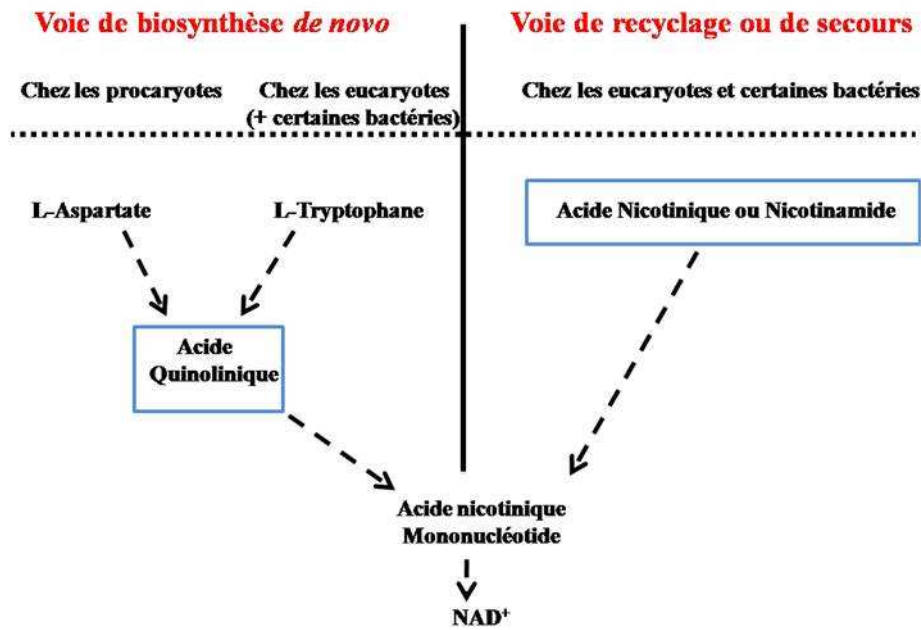 Voie de biosynthèse de novo
Voie de recyclage ou de secours
Chez les procaryotes
Chez les eucaryotes
(+ certaines bactéries)
Chez les eucaryotes et certaines bactéries
L-Aspartate
L-Tryptophane
Acide Nicotinique ou Nicotinamide
Acide
Quinolinique
Acide nicotinique
Mononucléotide
NAD⁺